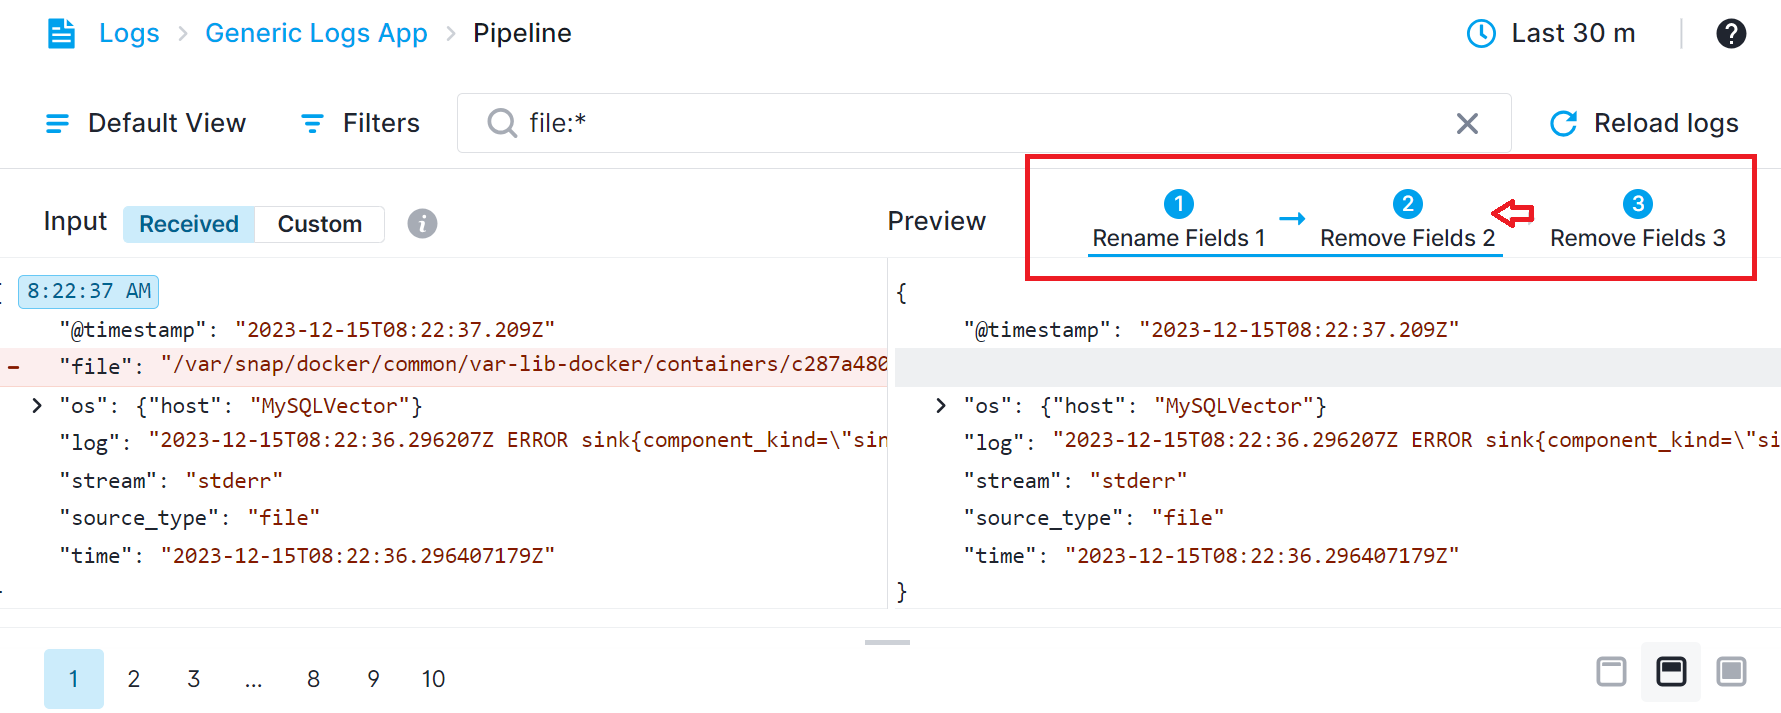 Logs > Generic Logs App > Pipeline
Last 30 m
?
Default View
Filters
file:*
Reload logs
Input
Received
Custom
i
Preview
1
Rename Fields 1
2
Remove Fields 2
3
Remove Fields 3
8:22:37 AM
"@timestamp": "2023-12-15T08:22:37.209Z"
- "file": "/var/snap/docker/common/var-lib-docker/containers/c287a480
"os": {"host": "MySQLVector"}
"log": "2023-12-15T08:22:36.296207Z ERROR sink{component_kind=\"sin
"stream": "stderr"
"source_type": "file"
"time": "2023-12-15T08:22:36.296407179Z"
{
"@timestamp": "2023-12-15T08:22:37.209Z"
"os": {"host": "MySQLVector"}
"log": "2023-12-15T08:22:36.296207Z ERROR sink{component_kind=\"si
"stream": "stderr"
"source_type": "file"
"time": "2023-12-15T08:22:36.296407179Z"
}
1 2 3 ... 8 9 10